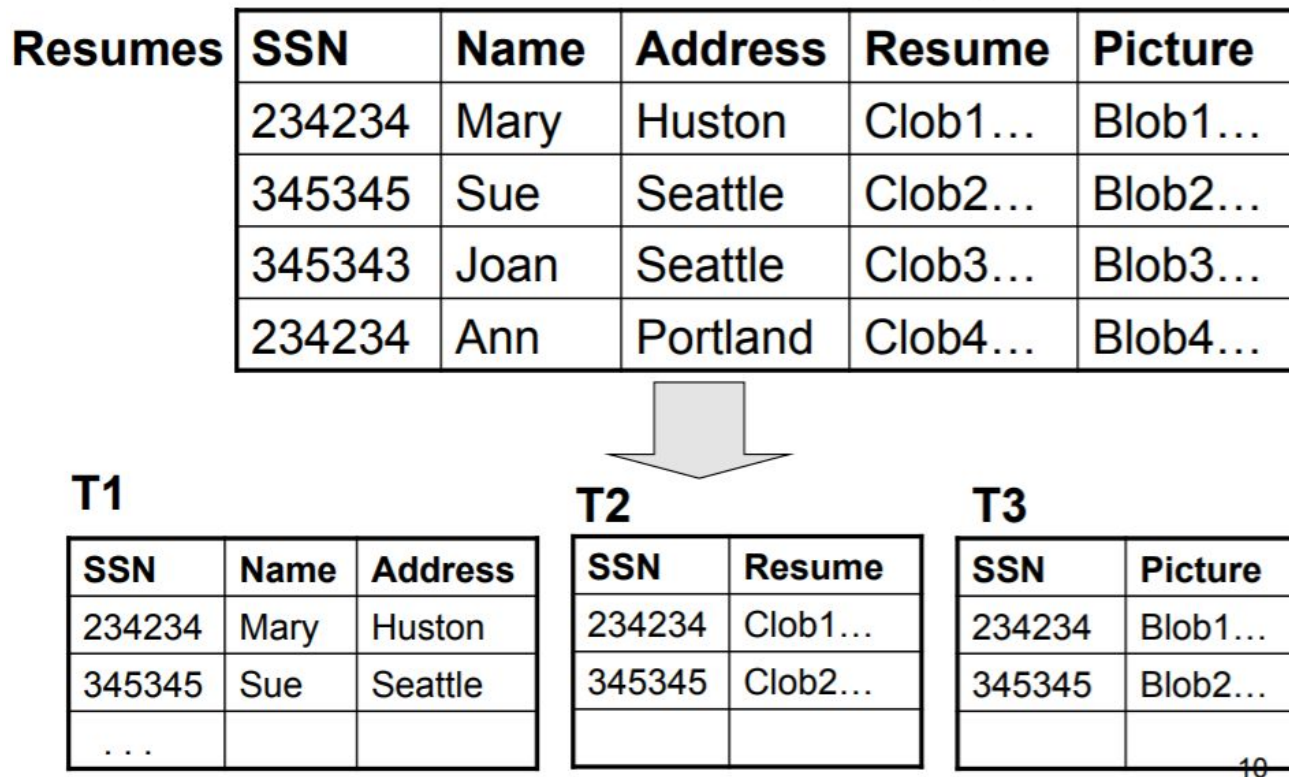 Resumes SSN Name Address Resume Picture
234234 Mary Huston Clob1… Blob1…
345345 Sue Seattle Clob2… Blob2…
345343 Joan Seattle Clob3… Blob3…
234234 Ann Portland Clob4… Blob4…
T1 T2 T3
SSN Name Address SSN Resume SSN Picture
234234 Mary Huston 234234 Clob1… 234234 Blob1…
345345 Sue Seattle 345345 Clob2… 345345 Blob2…
. . .